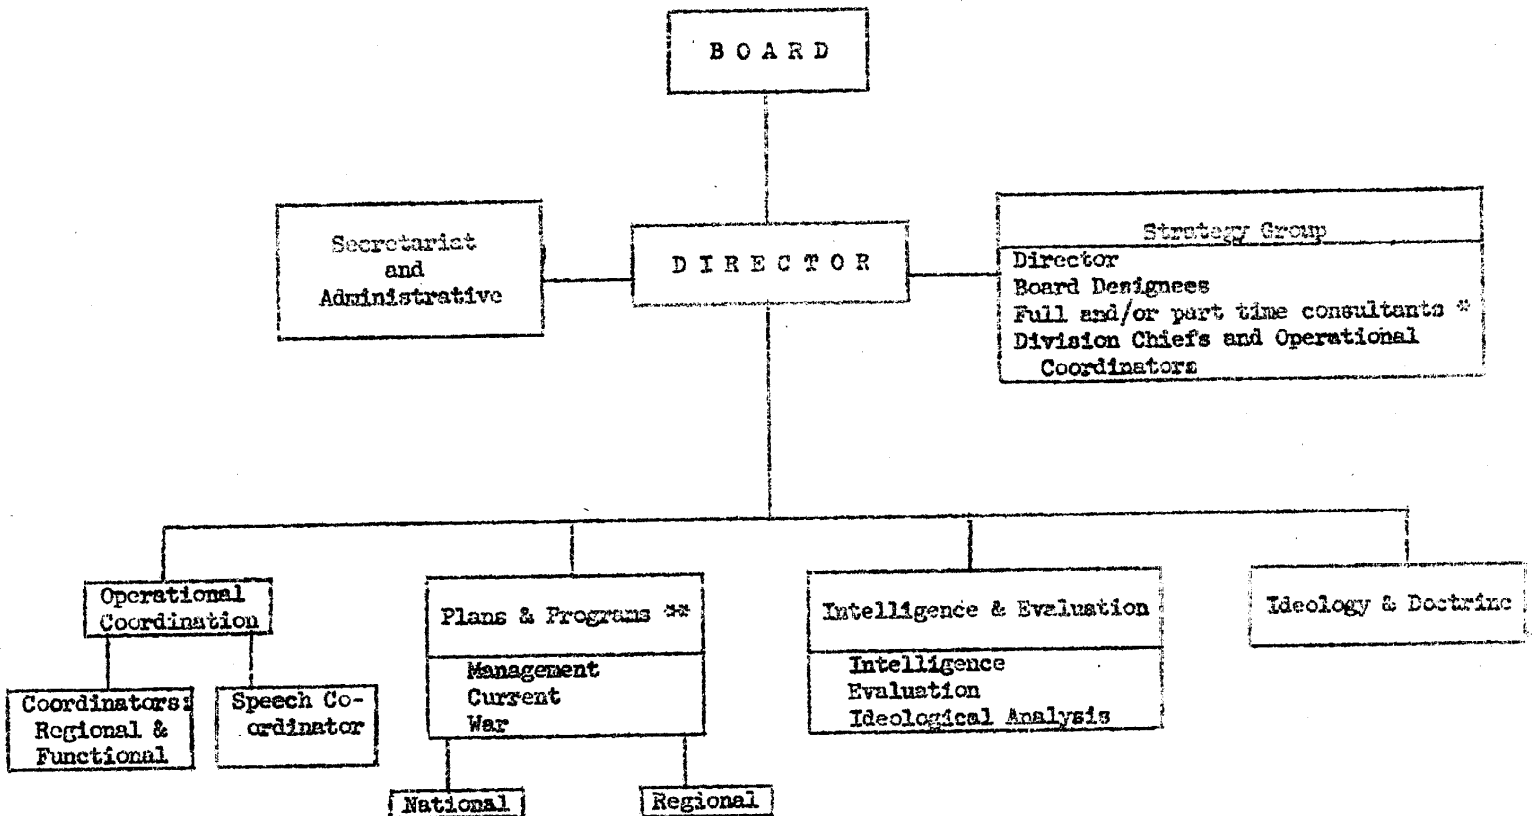 B O A R D
Secretariat
and
Administrative
D I R E C T O R
Strategy Group
Director
Board Designees
Full and/or part time consultants *
Division Chiefs and Operational
Coordinators
Operational
Coordination
Coordinators:
Regional &
Functional
Speech Co-
ordinator
Plans & Programs **
Management
Current
War
National
Regional
Intelligence & Evaluation
Intelligence
Evaluation
Ideological Analysis
Ideology & Doctrine